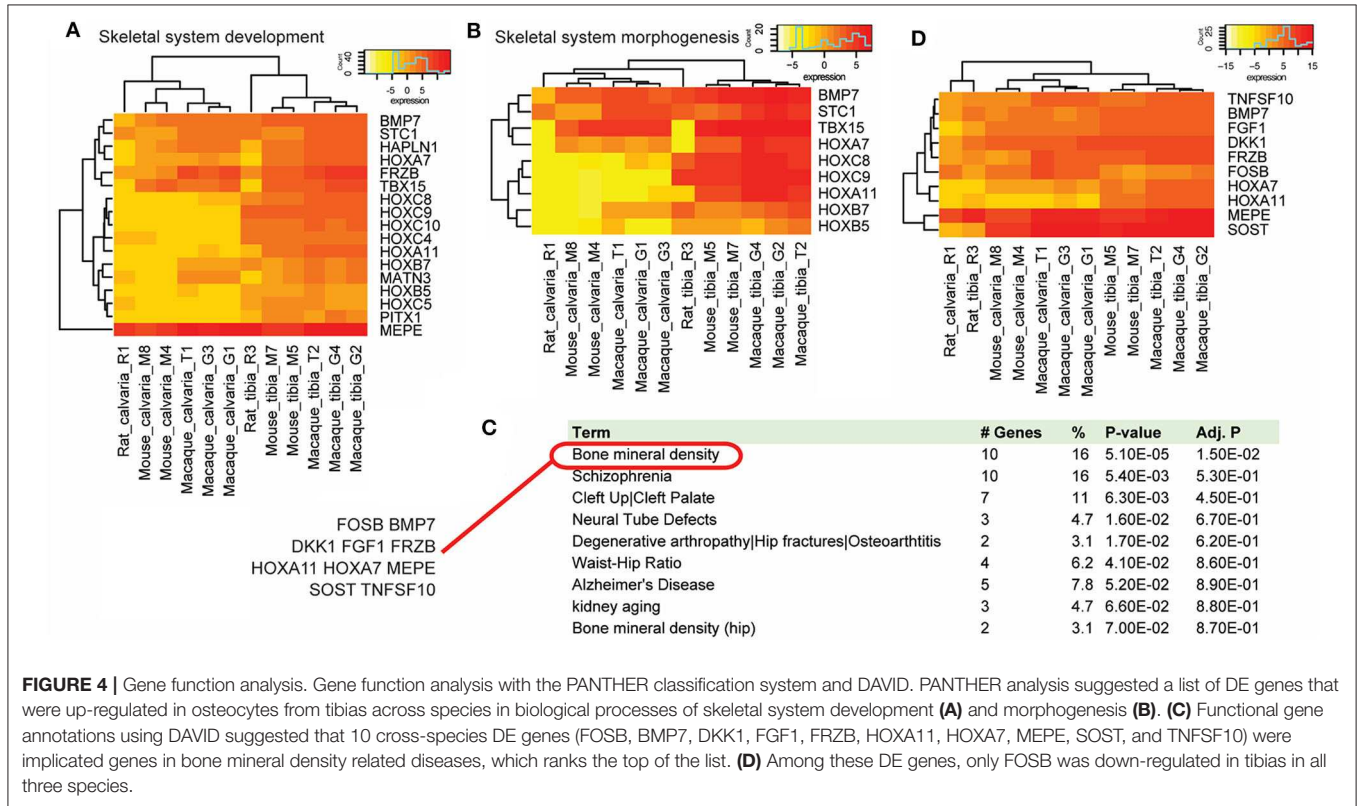 A
Skeletal system development
Count
0 20 40
-5 0 5 10
expression
BMP7
STC1
HAPLN1
HOXA7
FRZB
TBX15
HOXC8
HOXC9
HOXC10
HOXC4
HOXA11
HOXB7
MATN3
HOXB5
HOXC5
PITX1
MEPE
Rat_calvaria_R1
Mouse_calvaria_M8
Mouse_calvaria_M4
Macaque_calvaria_T1
Macaque_calvaria_G3
Macaque_calvaria_G1
Rat_tibia_R3
Mouse_tibia_M7
Mouse_tibia_M5
Macaque_tibia_T2
Macaque_tibia_G4
Macaque_tibia_G2
B
Skeletal system morphogenesis
Count
0 10 20
-5 0 5
expression
BMP7
STC1
TBX15
HOXA7
HOXC8
HOXC9
HOXA11
HOXB7
HOXB5
Rat_calvaria_R1
Mouse_calvaria_M8
Mouse_calvaria_M4
Macaque_calvaria_T1
Macaque_calvaria_G1
Macaque_calvaria_G3
Rat_tibia_R3
Mouse_tibia_M5
Mouse_tibia_M7
Macaque_tibia_G4
Macaque_tibia_G2
Macaque_tibia_T2
D
Count
0 25
-15 -5 5 15
expression
TNFSF10
BMP7
FGF1
DKK1
FRZB
FOSB
HOXA7
HOXA11
MEPE
SOST
Rat_calvaria_R1
Rat_tibia_R3
Mouse_calvaria_M8
Mouse_calvaria_M4
Macaque_calvaria_T1
Macaque_calvaria_G3
Macaque_calvaria_G1
Mouse_tibia_M5
Mouse_tibia_M7
Macaque_tibia_T2
Macaque_tibia_G4
Macaque_tibia_G2
C
Term # Genes % P-value Adj. P
Bone mineral density 10 16 5.10E-05 1.50E-02
Schizophrenia 10 16 5.40E-03 5.30E-01
Cleft Up|Cleft Palate 7 11 6.30E-03 4.50E-01
Neural Tube Defects 3 4.7 1.60E-02 6.70E-01
Degenerative arthropathy|Hip fractures|Osteoarthtitis 2 3.1 1.70E-02 6.20E-01
Waist-Hip Ratio 4 6.2 4.10E-02 8.60E-01
Alzheimer's Disease 5 7.8 5.20E-02 8.90E-01
kidney aging 3 4.7 6.60E-02 8.80E-01
Bone mineral density (hip) 2 3.1 7.00E-02 8.70E-01
FOSB BMP7
DKK1 FGF1 FRZB
HOXA11 HOXA7 MEPE
SOST TNFSF10
FIGURE 4 | Gene function analysis. Gene function analysis with the PANTHER classification system and DAVID. PANTHER analysis suggested a list of DE genes that
were up-regulated in osteocytes from tibias across species in biological processes of skeletal system development (A) and morphogenesis (B). (C) Functional gene
annotations using DAVID suggested that 10 cross-species DE genes (FOSB, BMP7, DKK1, FGF1, FRZB, HOXA11, HOXA7, MEPE, SOST, and TNFSF10) were
implicated genes in bone mineral density related diseases, which ranks the top of the list. (D) Among these DE genes, only FOSB was down-regulated in tibias in all
three species.